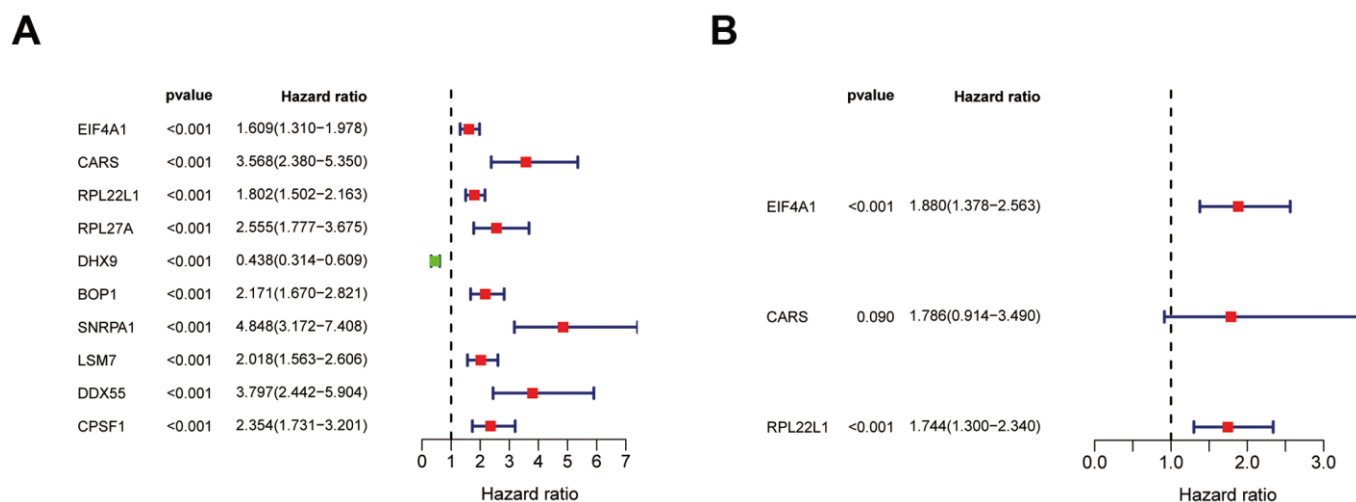 A
pvalue Hazard ratio
EIF4A1 <0.001 1.609(1.310−1.978)
CARS <0.001 3.568(2.380−5.350)
RPL22L1 <0.001 1.802(1.502−2.163)
RPL27A <0.001 2.555(1.777−3.675)
DHX9 <0.001 0.438(0.314−0.609)
BOP1 <0.001 2.171(1.670−2.821)
SNRPA1 <0.001 4.848(3.172−7.408)
LSM7 <0.001 2.018(1.563−2.606)
DDX55 <0.001 3.797(2.442−5.904)
CPSF1 <0.001 2.354(1.731−3.201)
0 1 2 3 4 5 6 7
Hazard ratio
B
pvalue Hazard ratio
EIF4A1 <0.001 1.880(1.378−2.563)
CARS 0.090 1.786(0.914−3.490)
RPL22L1 <0.001 1.744(1.300−2.340)
0.0 1.0 2.0 3.0
Hazard ratio